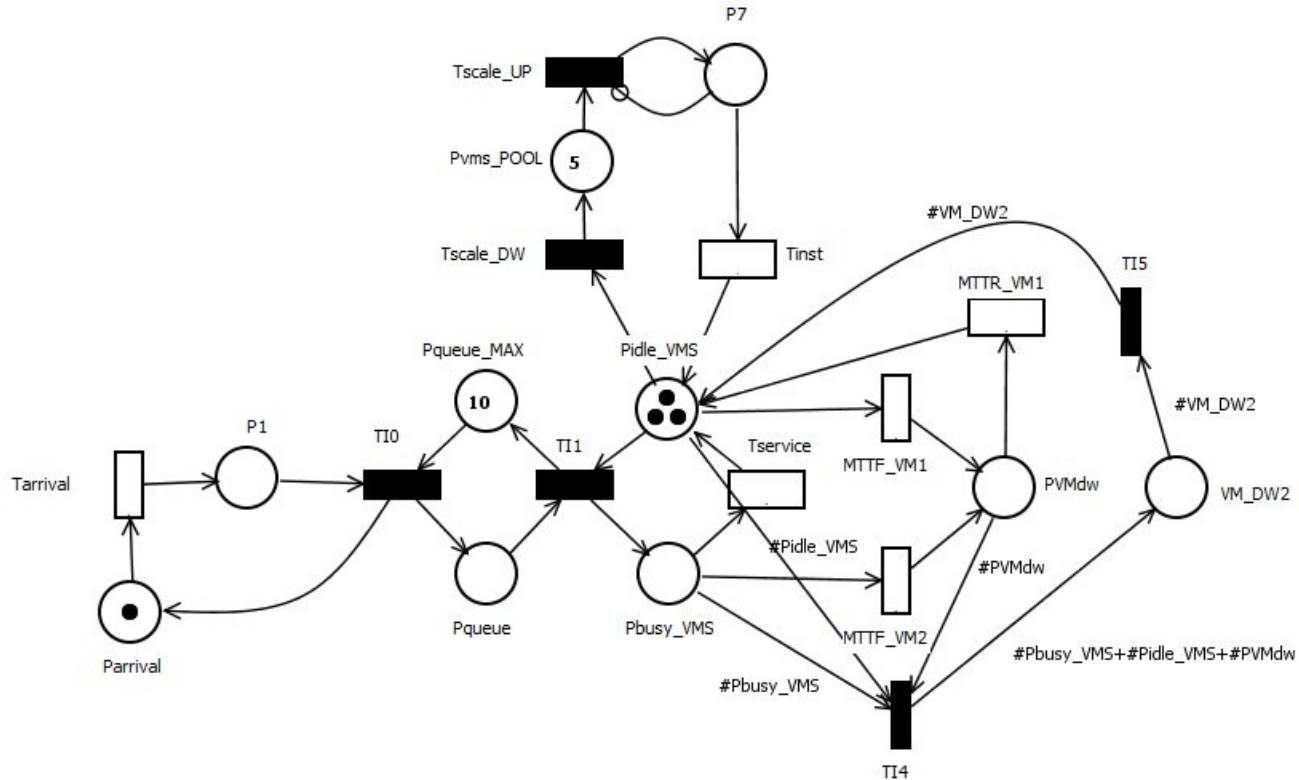 P7
Tscale_UP
Pvms_POOL
5
#VM_DW2
Tscale_DW
Tinst
TI5
MTTR_VM1
Pqueue_MAX
Pidle_VMS
10
#VM_DW2
P1
TI0
TI1
Tservice
MTTF_VM1
Tarrival
PVMdw
VM_DW2
#Pidle_VMS
#PVMdw
Parrival
Pqueue
Pbusy_VMS
MTTF_VM2
#Pbusy_VMS+#Pidle_VMS+#PVMdw
#Pbusy_VMS
TI4